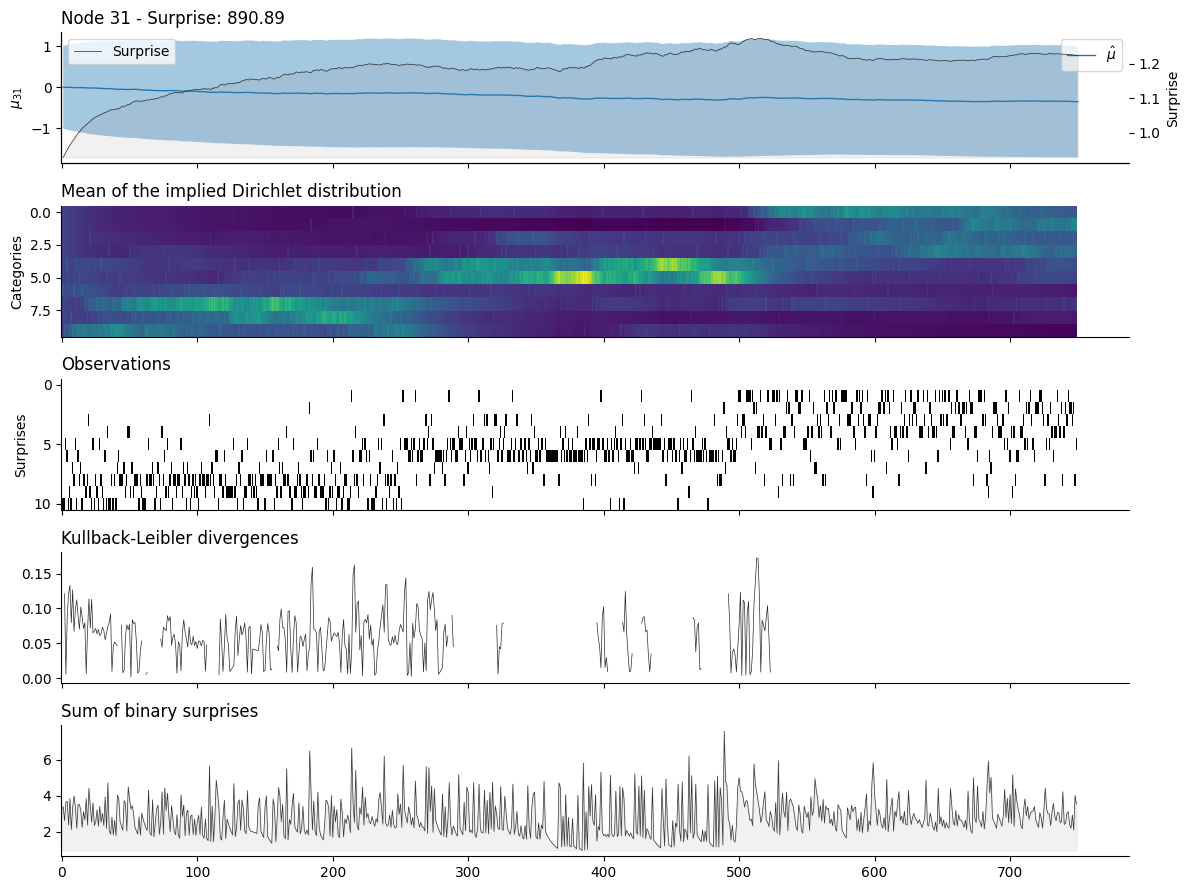 Node 31 - Surprise: 890.89
Surprise
μ̂
1
0
−1
μ31
1.2
1.1
1.0
Surprise
Mean of the implied Dirichlet distribution
0.0
2.5
5.0
7.5
Categories
Observations
0
5
10
Surprises
Kullback-Leibler divergences
0.15
0.10
0.05
0.00
Sum of binary surprises
6
4
2
0 100 200 300 400 500 600 700